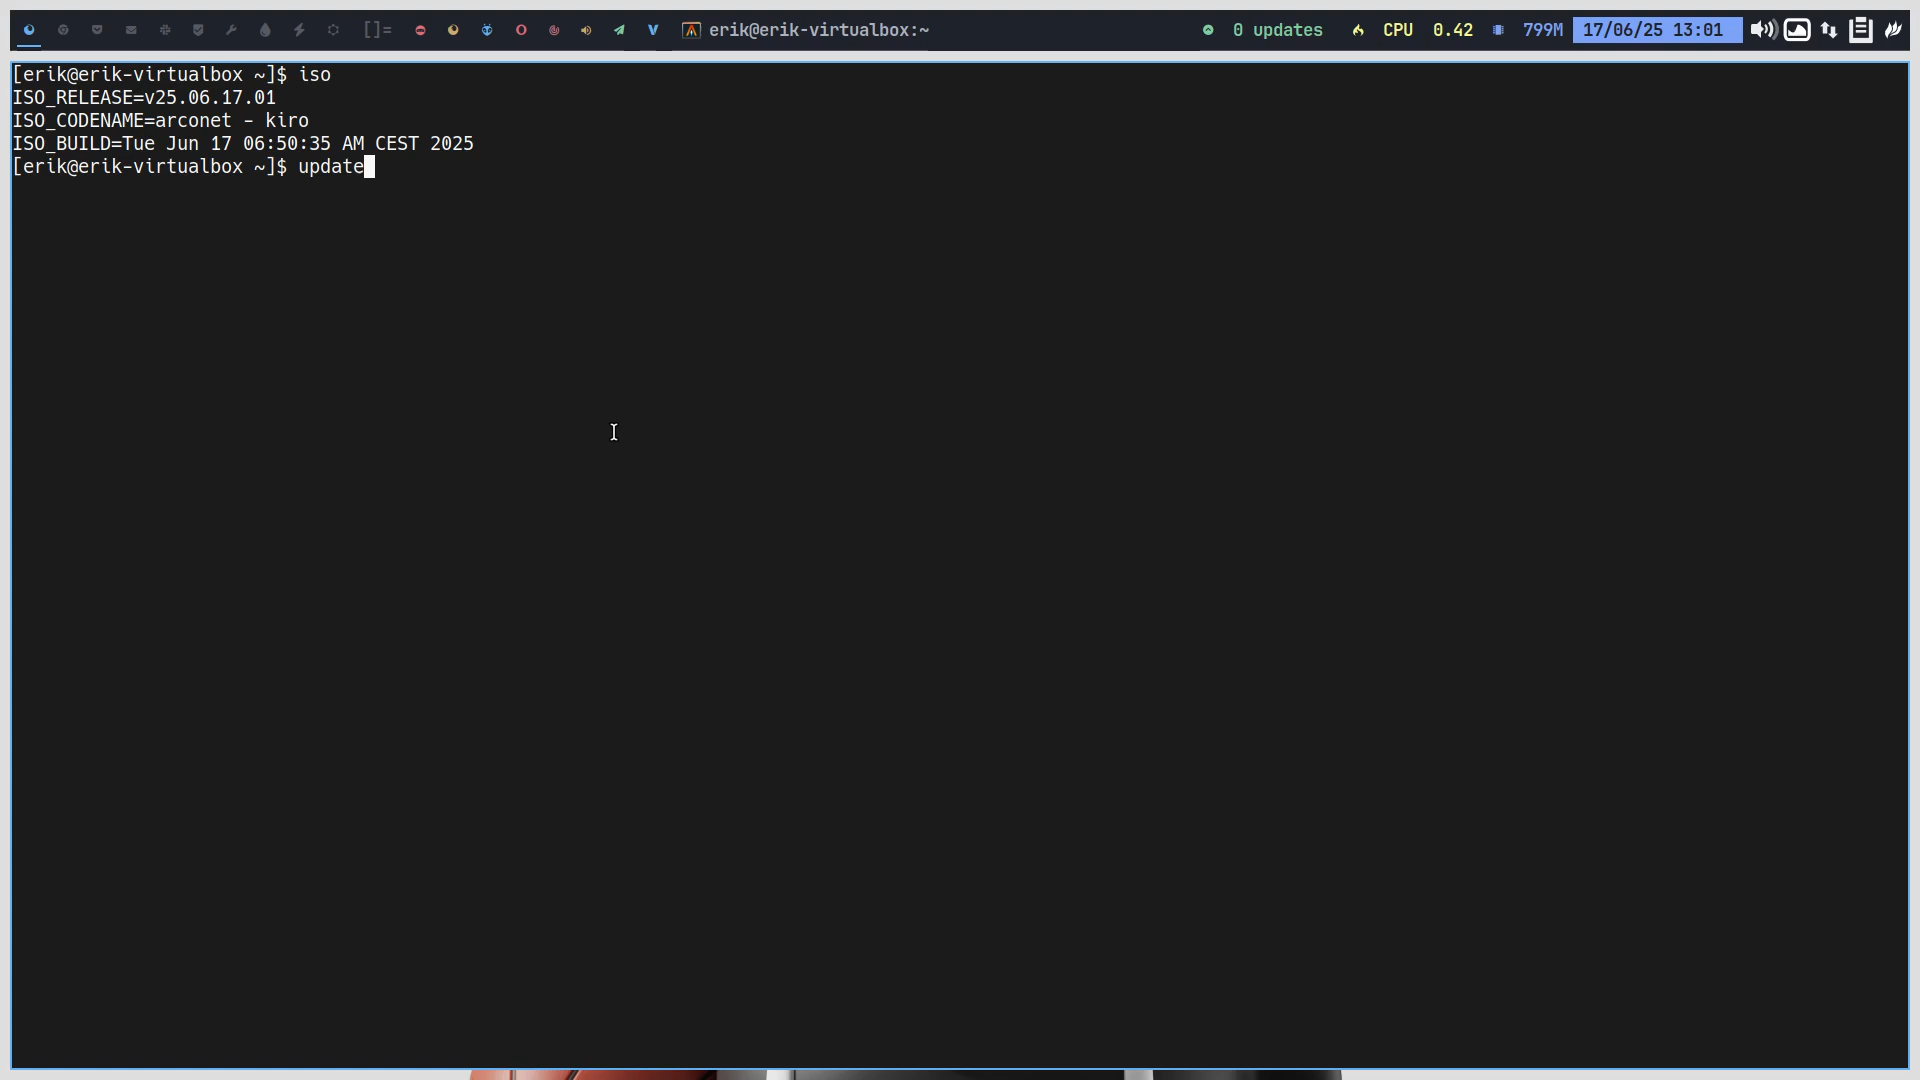 []= V erik@erik-virtualbox:~ 0 updates CPU 0.42 799M 17/06/25 13:01
[erik@erik-virtualbox ~]$ iso
ISO_RELEASE=v25.06.17.01
ISO_CODENAME=arconet - kiro
ISO_BUILD=Tue Jun 17 06:50:35 AM CEST 2025
[erik@erik-virtualbox ~]$ update